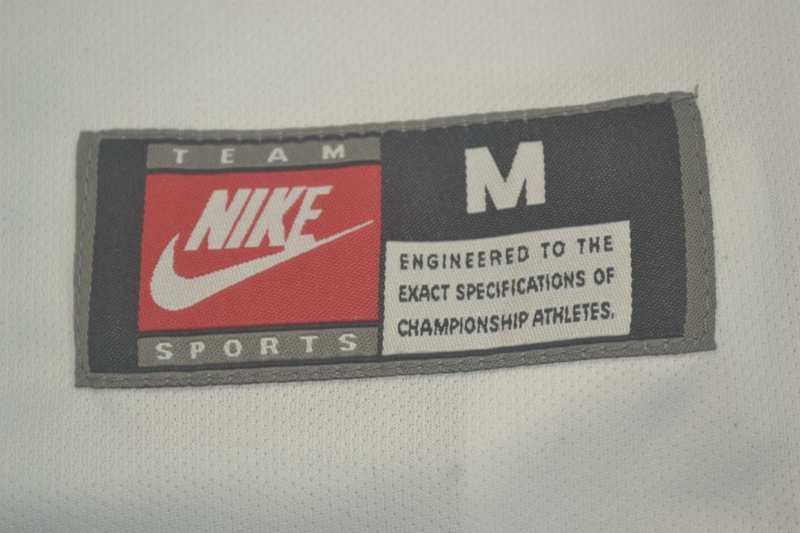 TEAM
NIKE
SPORTS
M
ENGINEERED TO THE
EXACT SPECIFICATIONS OF
CHAMPIONSHIP ATHLETES.